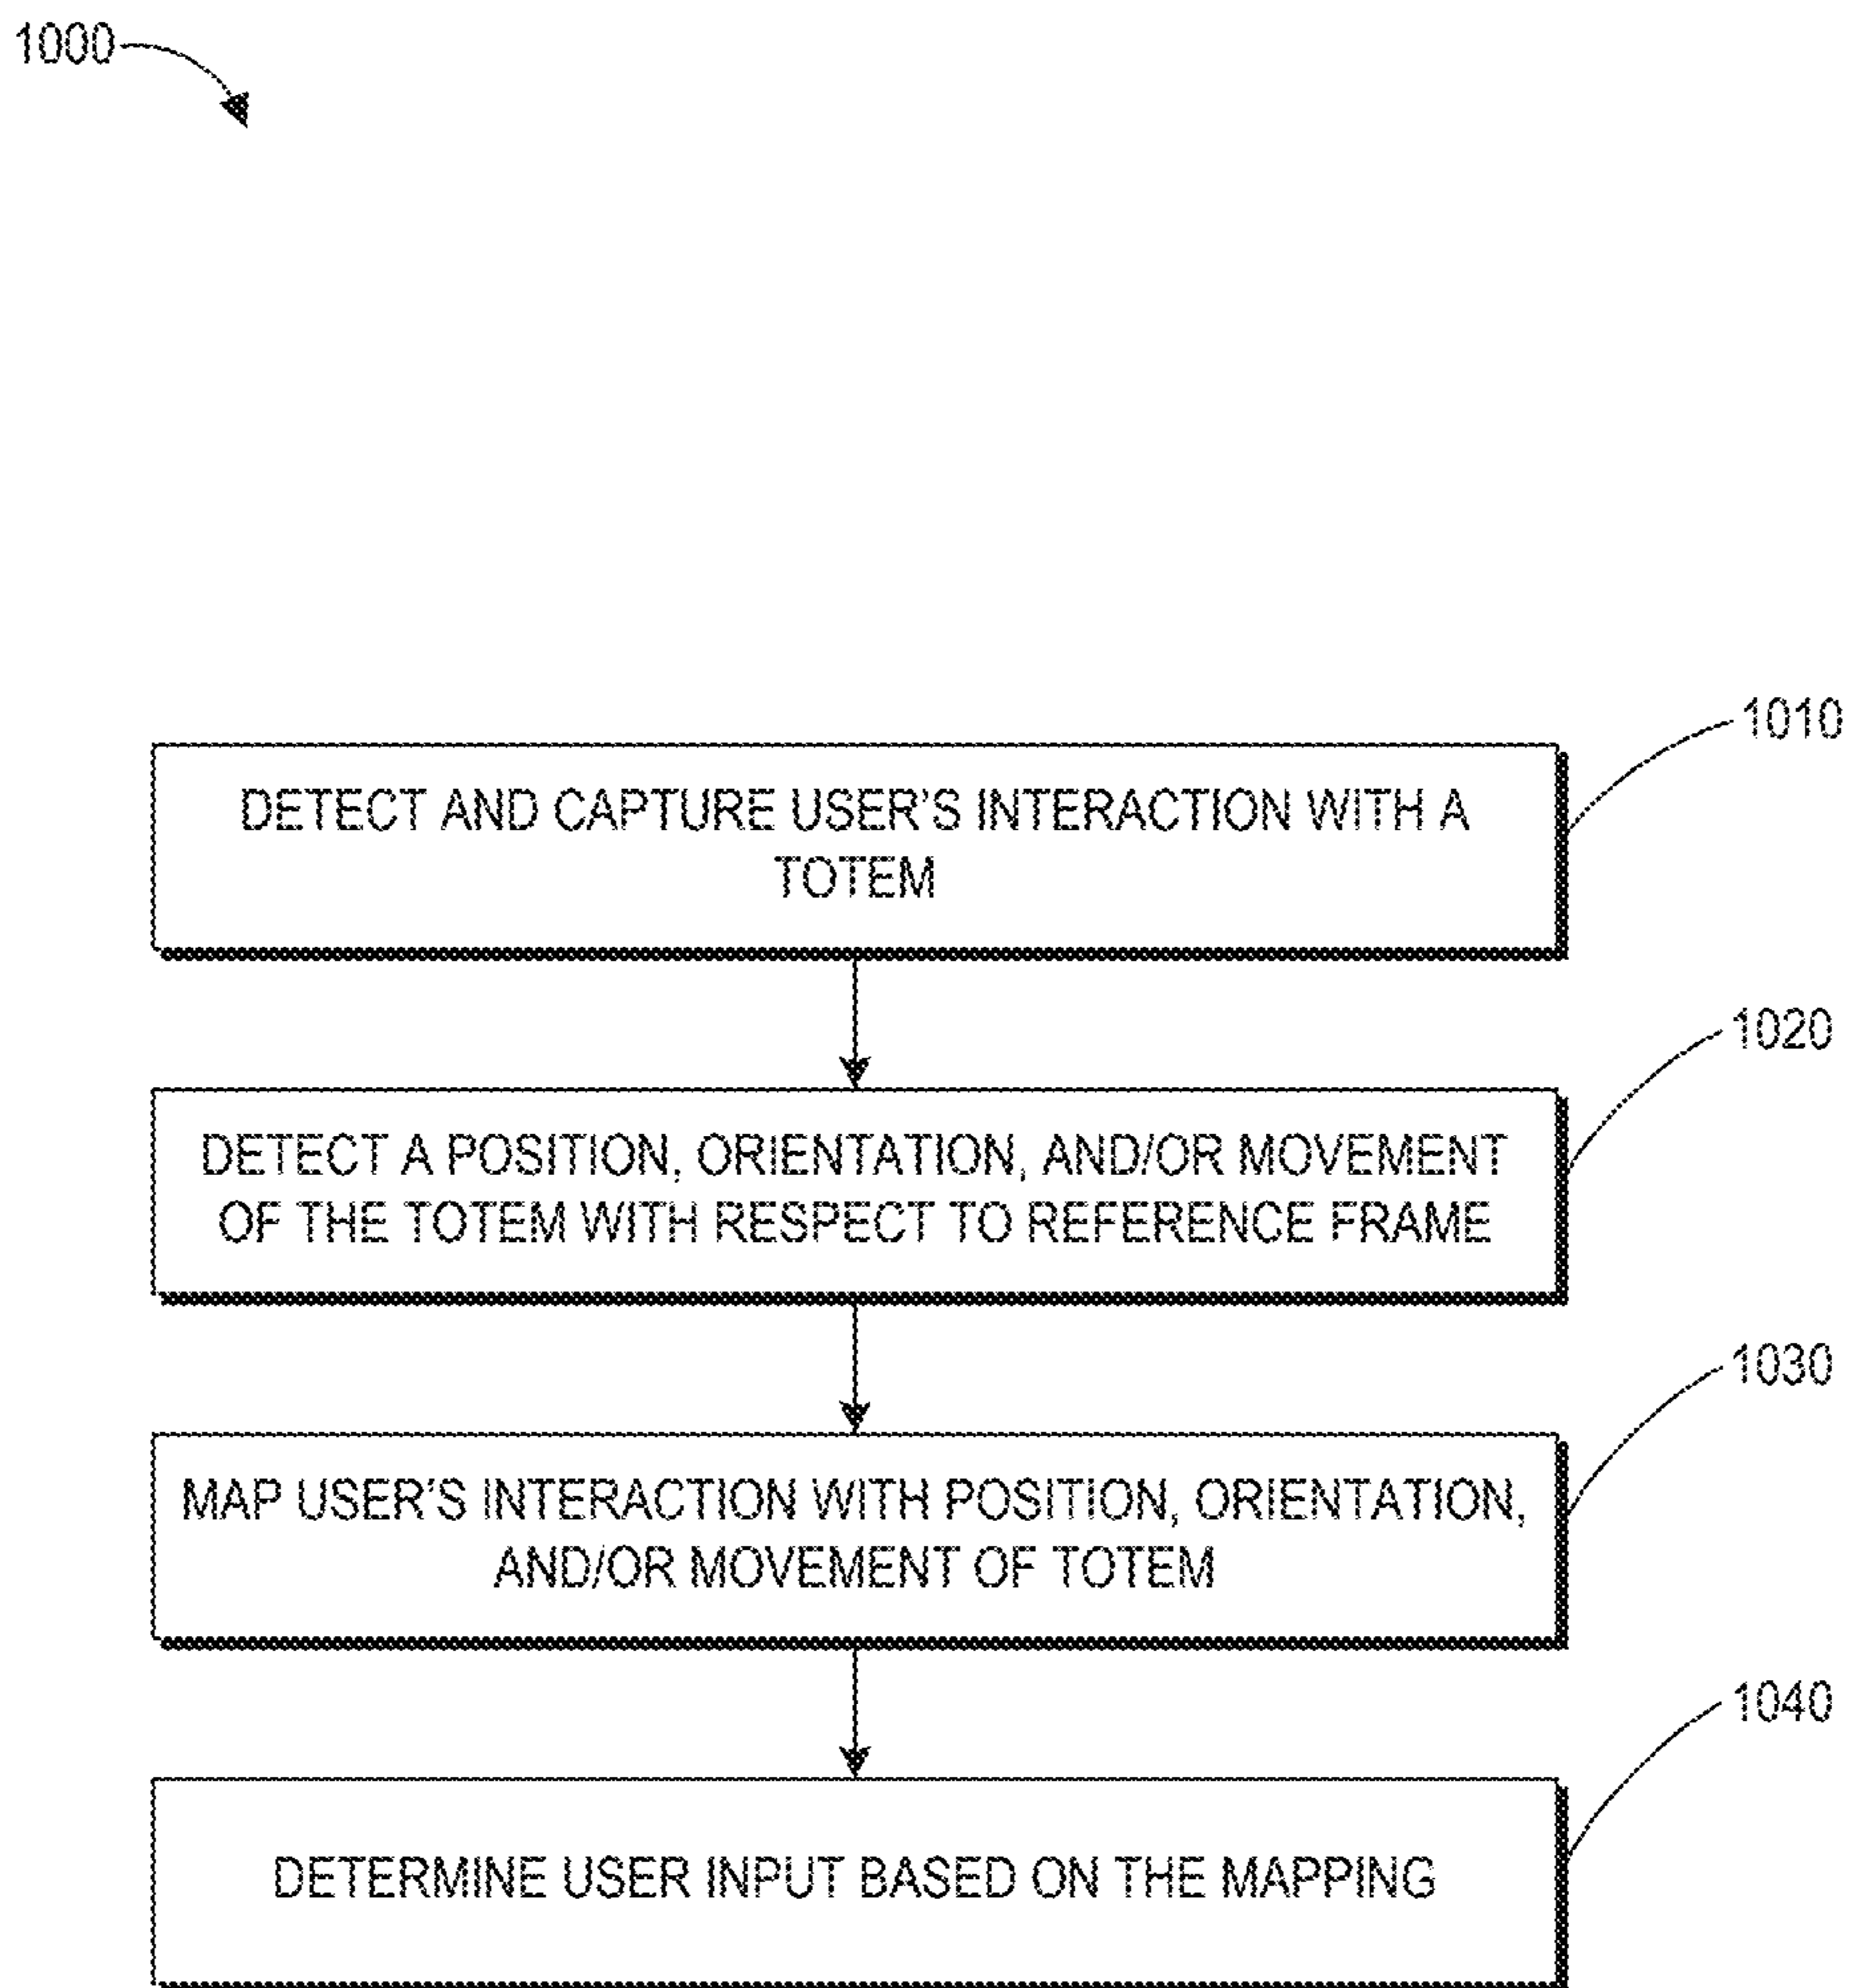 1000
1010
DETECT AND CAPTURE USER'S INTERACTION WITH A
TOTEM
1020
DETECT A POSITION, ORIENTATION, AND/OR MOVEMENT
OF THE TOTEM WITH RESPECT TO REFERENCE FRAME
1030
MAP USER'S INTERACTION WITH POSITION, ORIENTATION,
AND/OR MOVEMENT OF TOTEM
1040
DETERMINE USER INPUT BASED ON THE MAPPING